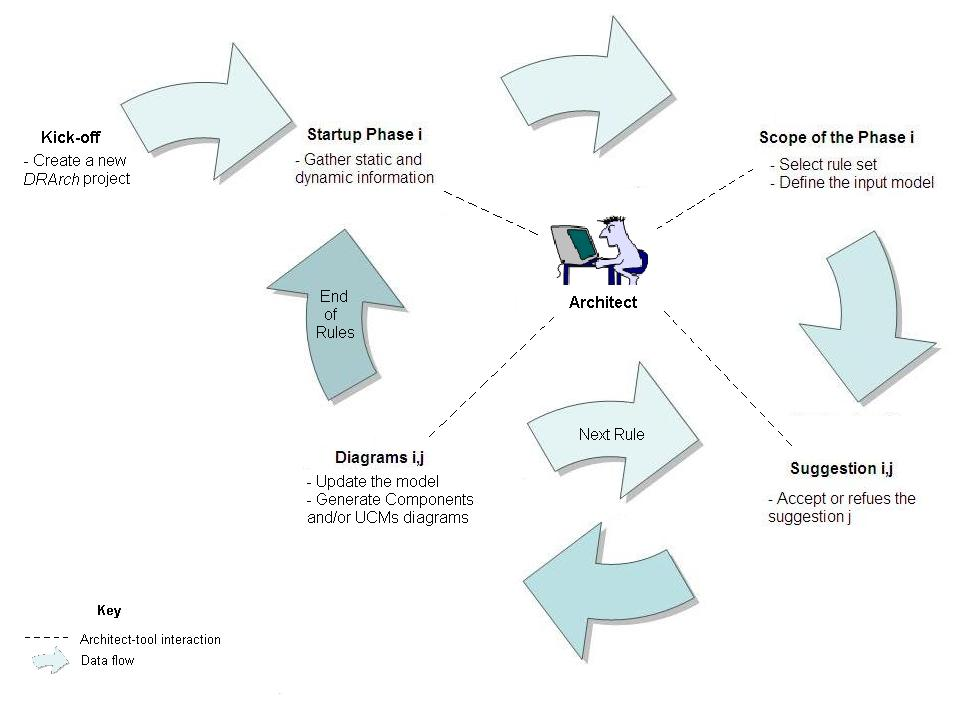 Kick-off
- Create a new
DRArch project
Startup Phase i
- Gather static and
dynamic information
Scope of the Phase i
- Select rule set
- Define the input model
Architect
End
of
Rules
Next Rule
Diagrams i,j
- Update the model
- Generate Components
and/or UCMs diagrams
Suggestion i,j
- Accept or refues the
suggestion j
Key
Architect-tool interaction
Data flow